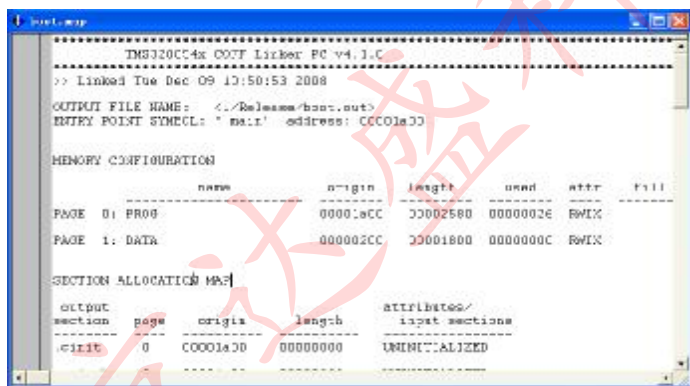 boot.map
TMS320C54x COFF Linker PC v4.1.0
>> Linked Tue Dec 09 10:50:53 2008
OUTPUT FILE NAME: <./Release/boot.out>
ENTRY POINT SYMBOL: "_main" address: 00001a00
MEMORY CONFIGURATION
name origin length used attr fill
PAGE 0: PROG 00001a00 00002580 00000026 RWIX
PAGE 1: DATA 00000200 00001800 00000000 RWIX
SECTION ALLOCATION MAP
output attributes/
section page origin length input sections
.cinit 0 00001a00 00000000 UNINITIALIZED